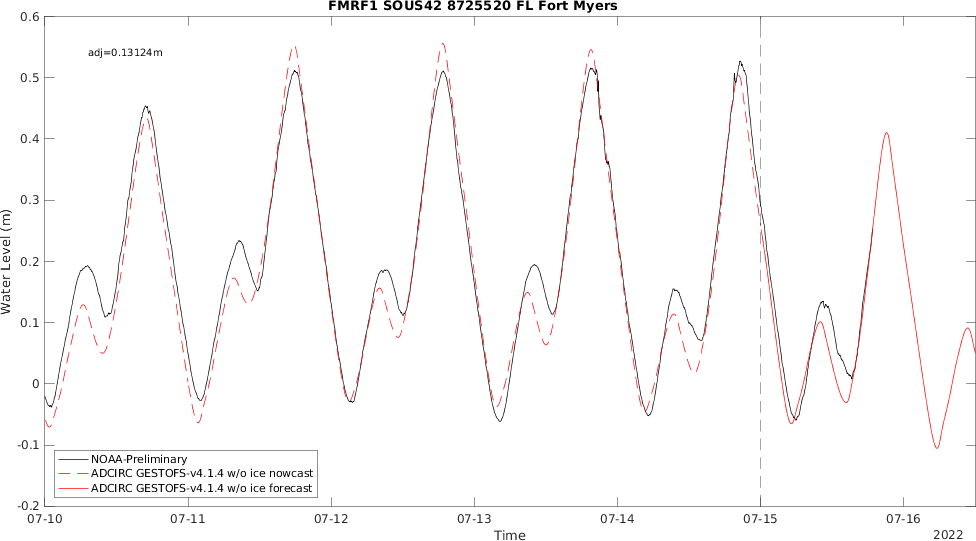 FMRF1 SOUS42 8725520 FL Fort Myers
0.6
adj=0.13124m
0.5
0.4
0.3
0.2
0.1
0
-0.1
-0.2
Water Level (m)
NOAA-Preliminary
ADCIRC GESTOFS-v4.1.4 w/o ice nowcast
ADCIRC GESTOFS-v4.1.4 w/o ice forecast
07-10 07-11 07-12 07-13 07-14 07-15 07-16
Time
2022